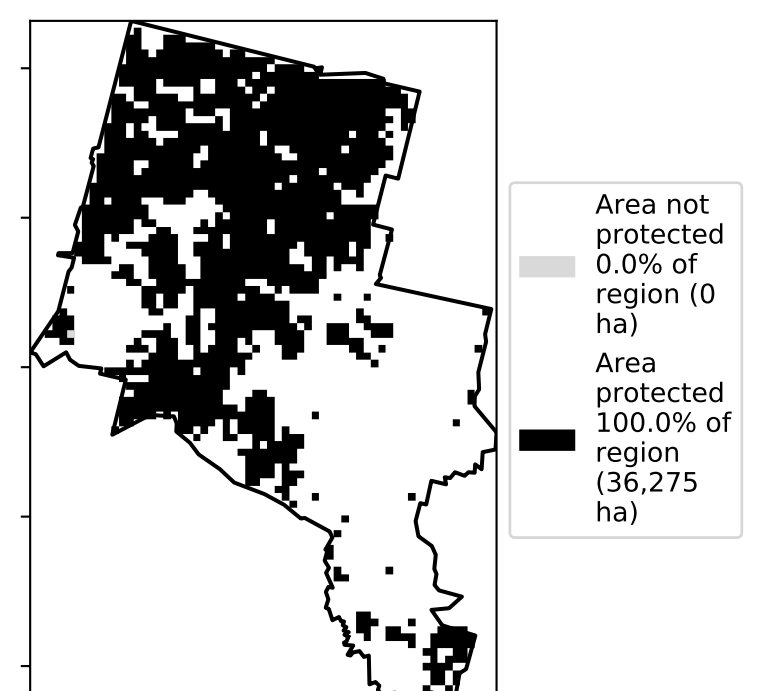 Area not
protected
0.0% of
region (0
ha)
Area
protected
100.0% of
region
(36,275
ha)